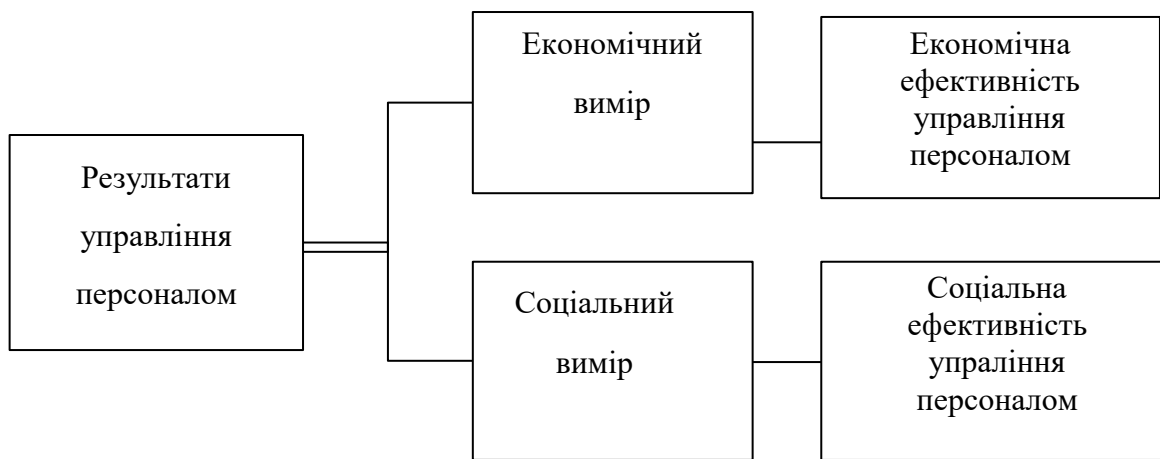 Результати
управління
персоналом
Економічний
вимір
Економічна
ефективність
управління
персоналом
Соціальний
вимір
Соціальна
ефективність
упраління
персоналом